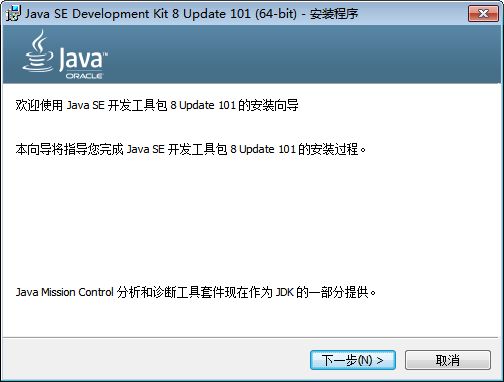 Java SE Development Kit 8 Update 101 (64-bit) - 安装程序
Java™
ORACLE
欢迎使用 Java SE 开发工具包 8 Update 101 的安装向导
本向导将指导您完成 Java SE 开发工具包 8 Update 101 的安装过程。
Java Mission Control 分析和诊断工具套件现在作为 JDK 的一部分提供。
下一步(N) > 取消